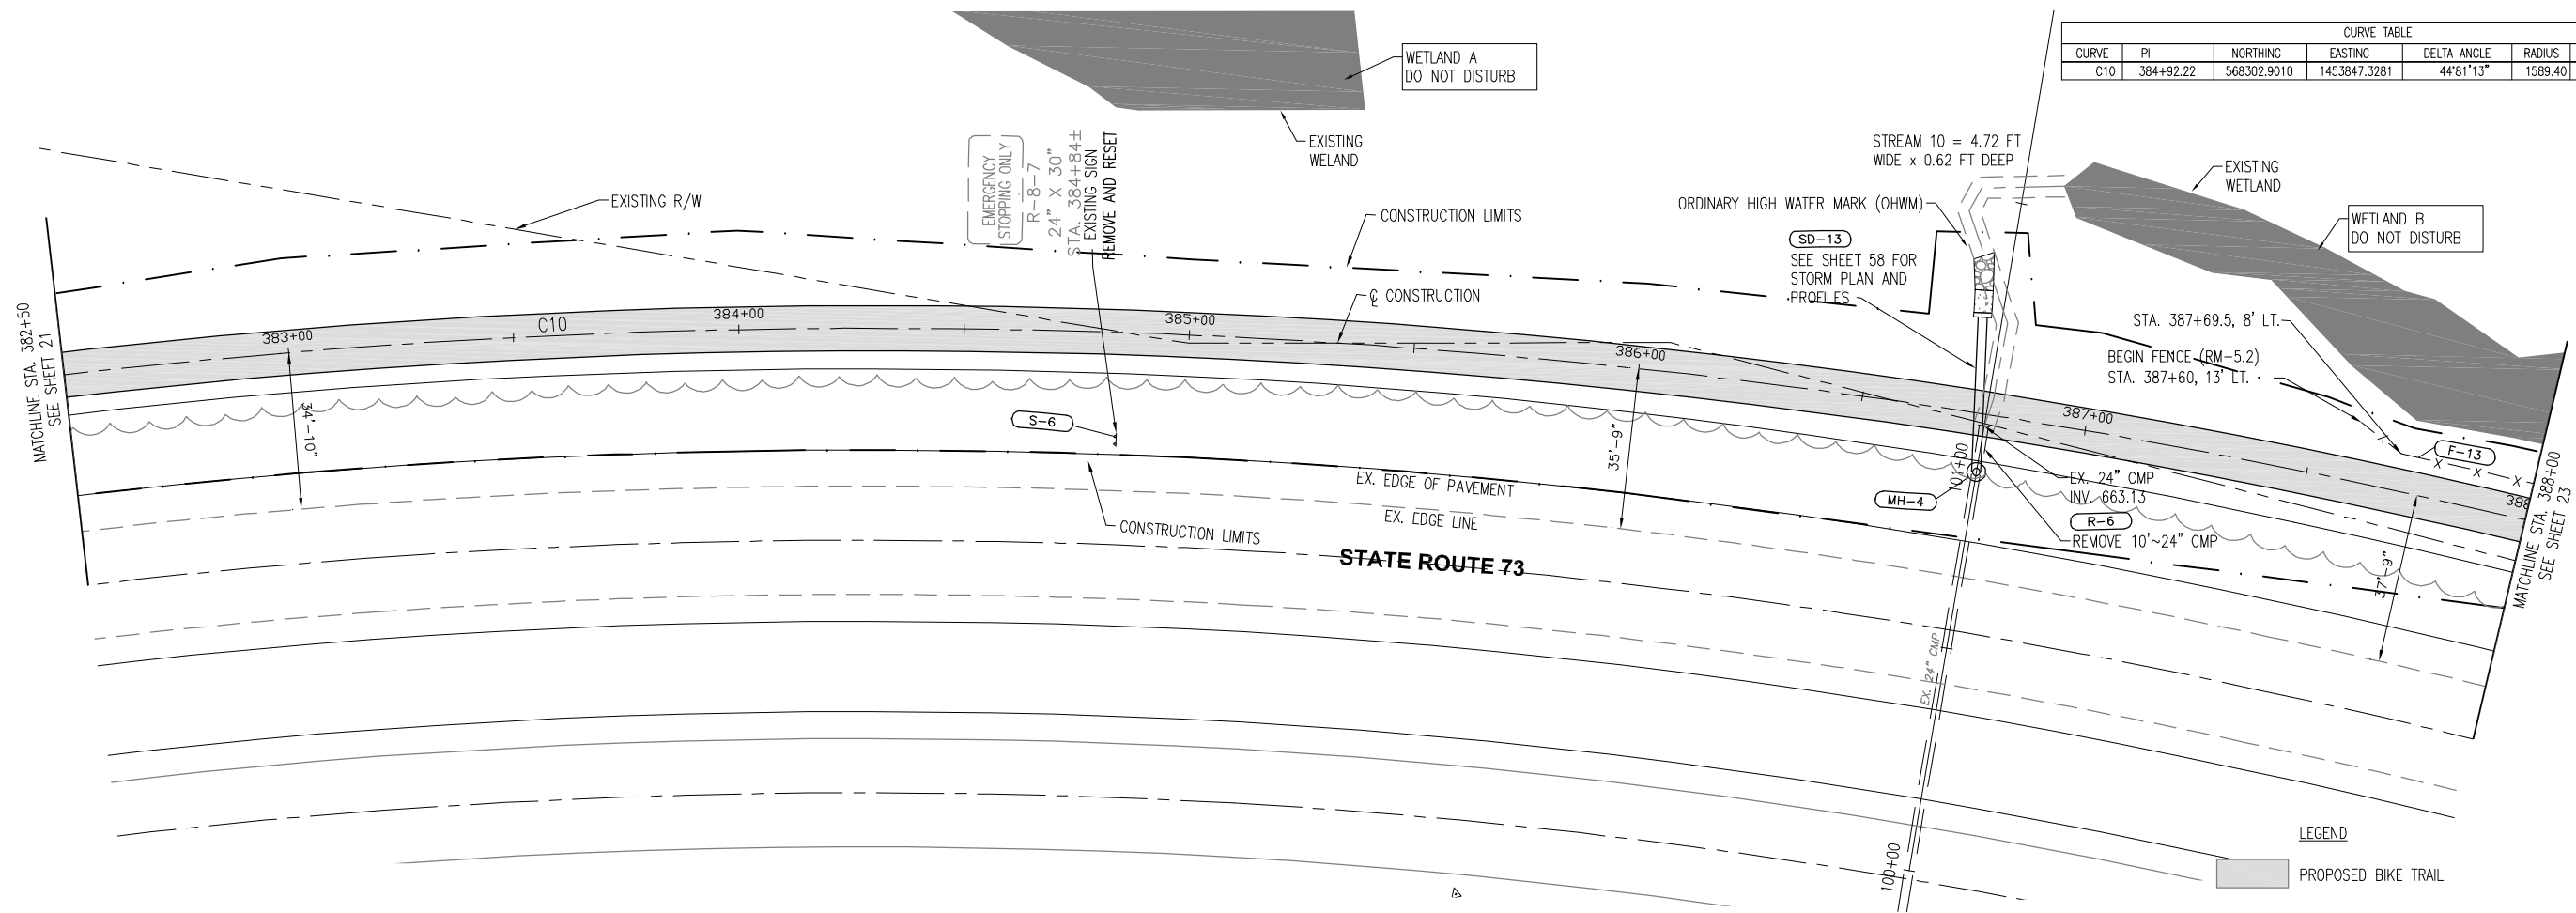 WETLAND A
DO NOT DISTURB
EXISTING
WELAND
CURVE TABLE
CURVE PI NORTHING EASTING DELTA ANGLE RADIUS
C10 384+92.22 568302.9010 1453847.3281 44°81'13" 1589.40
EMERGENCY
STOPPING ONLY
R-8-7
24" X 30"
STA. 384+84±
EXISTING SIGN
REMOVE AND RESET
EXISTING R/W
CONSTRUCTION LIMITS
STREAM 10 = 4.72 FT
WIDE x 0.62 FT DEEP
ORDINARY HIGH WATER MARK (OHWM)
EXISTING
WETLAND
WETLAND B
DO NOT DISTURB
SD-13
SEE SHEET 58 FOR
STORM PLAN AND
PROFILES
℄ CONSTRUCTION
MATCHLINE STA. 382+50
SEE SHEET 21
383+00
C10
384+00
385+00
386+00
387+00
388
STA. 387+69.5, 8' LT.
BEGIN FENCE (RM-5.2)
STA. 387+60, 13' LT.
F-13
34'-10"
S-6
35'-9"
101+00
MH-4
EX. 24" CMP
INV. 663.13
R-6
REMOVE 10'~24" CMP
37'-9"
MATCHLINE STA. 388+00
SEE SHEET 23
EX. EDGE OF PAVEMENT
EX. EDGE LINE
CONSTRUCTION LIMITS
STATE ROUTE 73
EX. 24" CMP
100+00
LEGEND
PROPOSED BIKE TRAIL